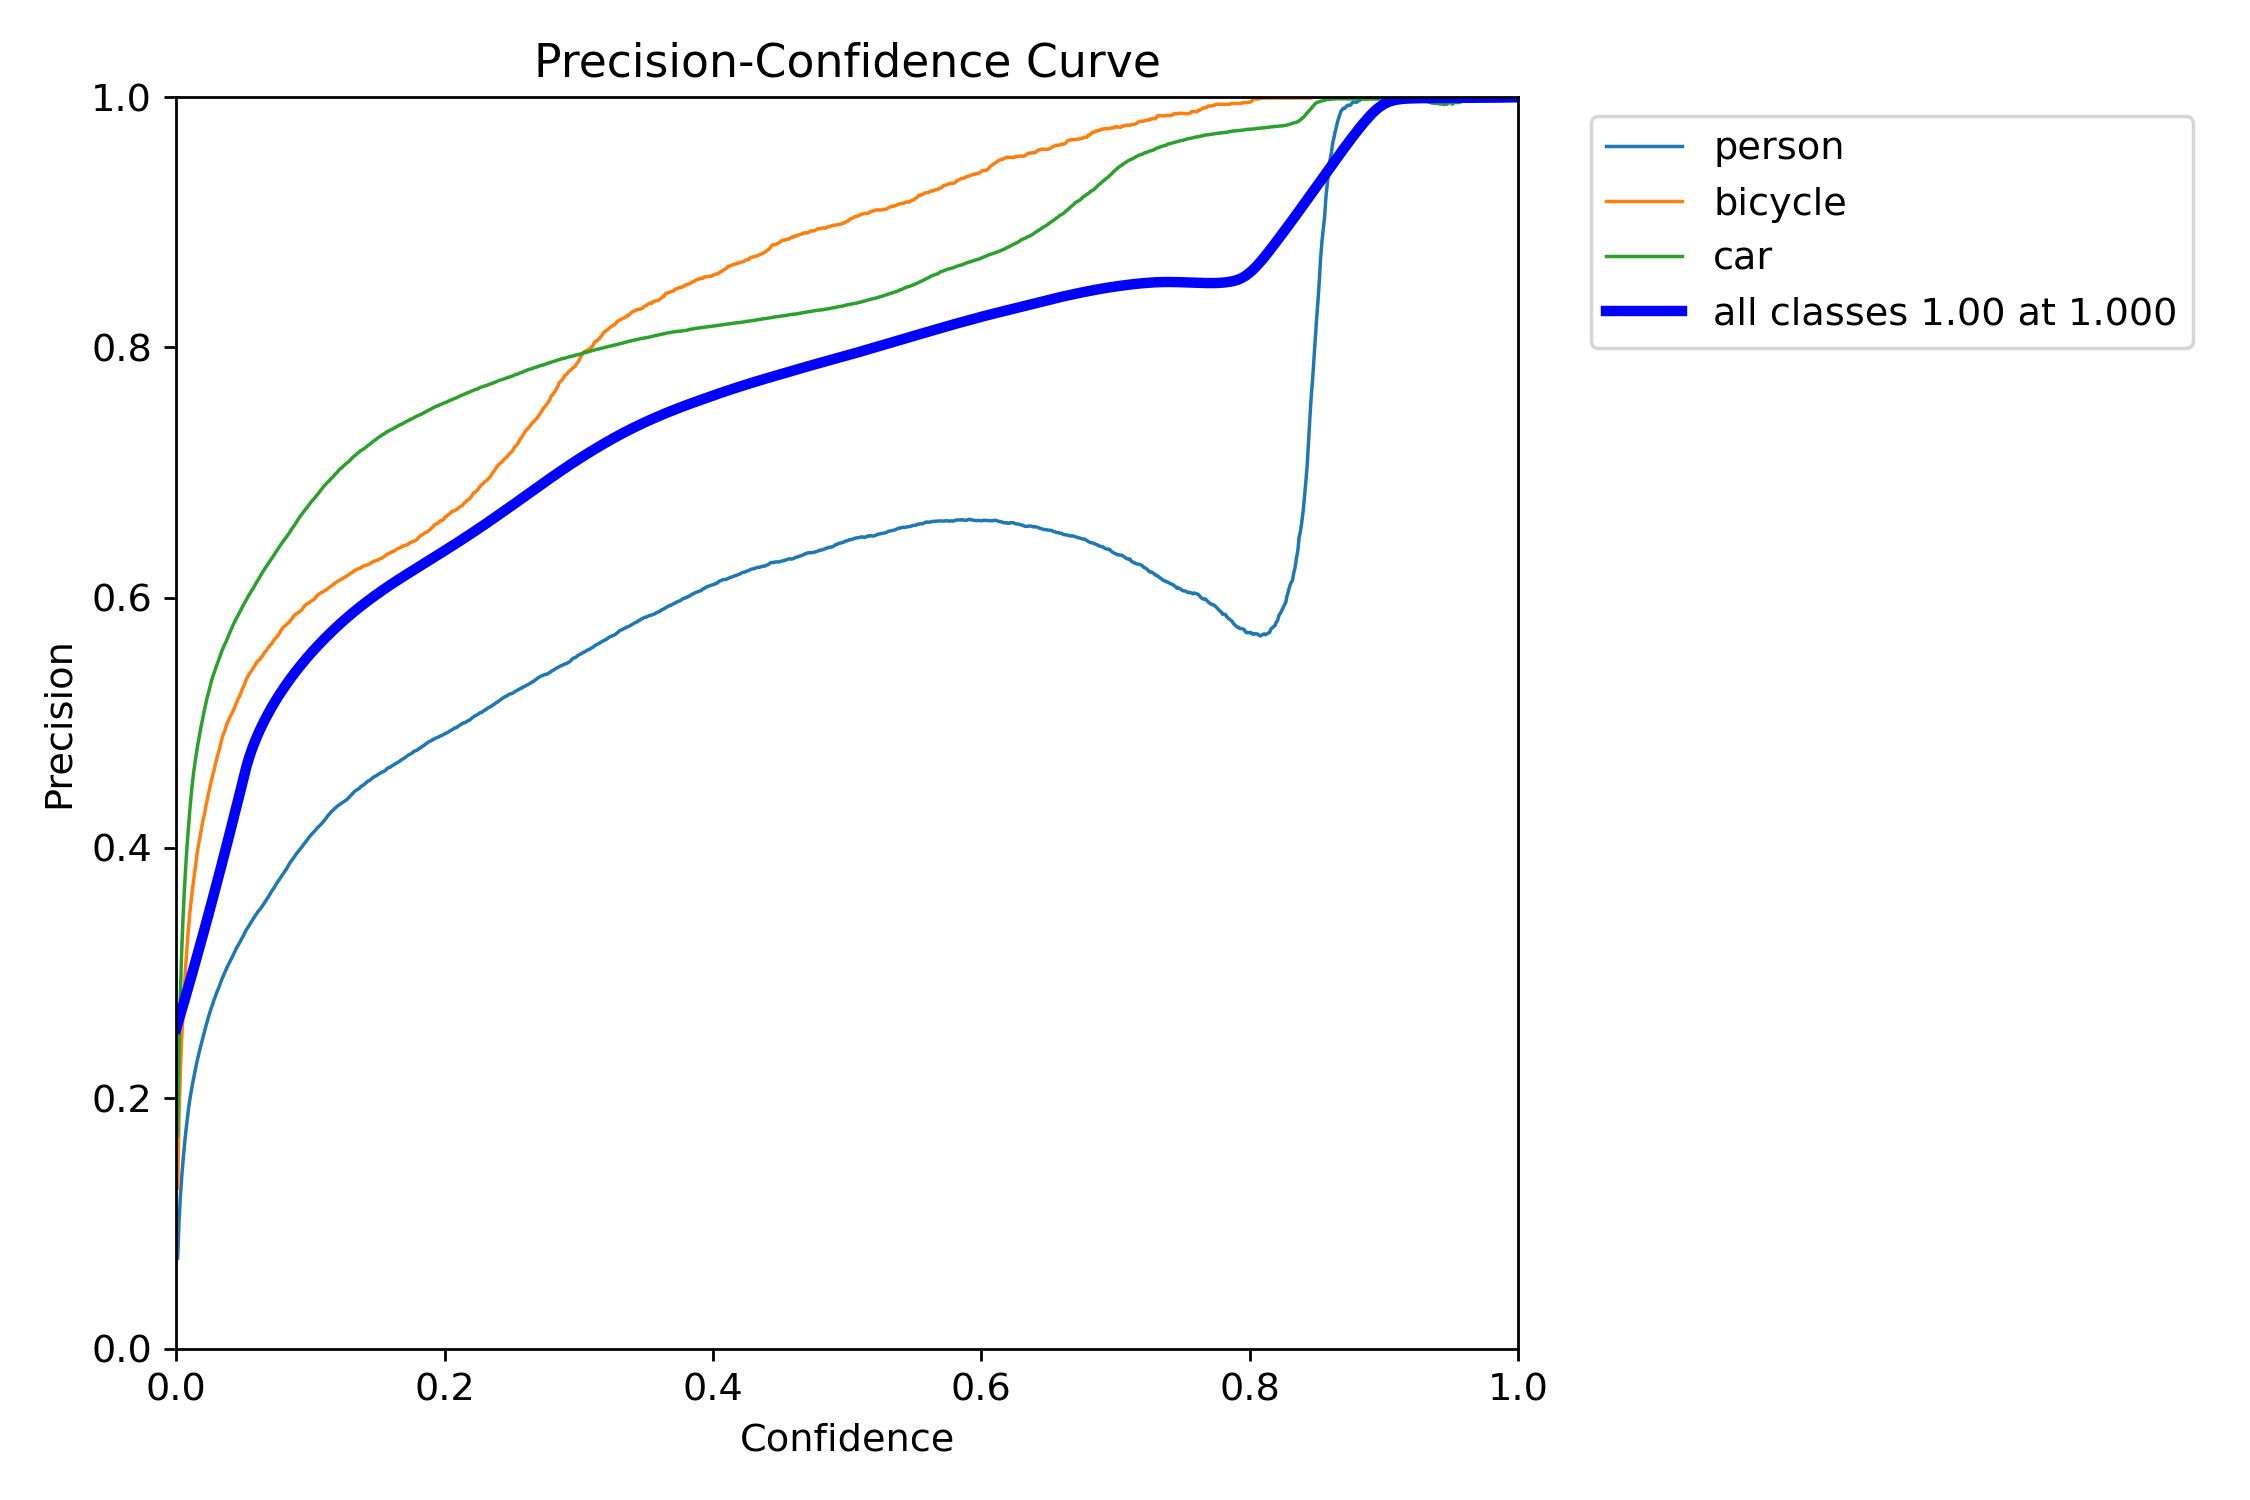 Precision-Confidence Curve
1.0
0.8
0.6
0.4
0.2
0.0
Precision
0.0 0.2 0.4 0.6 0.8 1.0
Confidence
person
bicycle
car
all classes 1.00 at 1.000